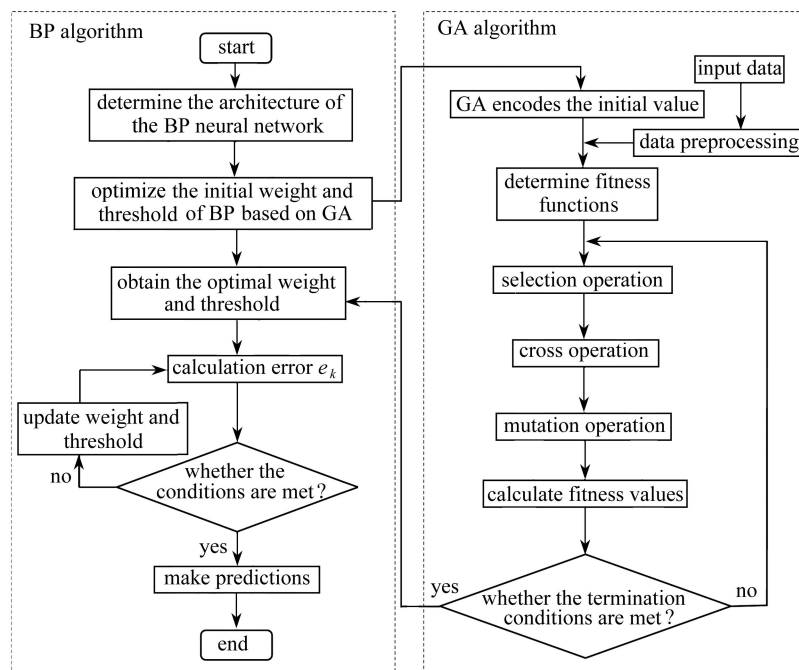 BP algorithm
start
determine the architecture of
the BP neural network
optimize the initial weight and
threshold of BP based on GA
obtain the optimal weight
and threshold
calculation error eₖ
update weight and
threshold
no
whether the
conditions are met?
yes
make predictions
end
GA algorithm
input data
GA encodes the initial value
data preprocessing
determine fitness
functions
selection operation
cross operation
mutation operation
calculate fitness values
yes
whether the termination
conditions are met?
no